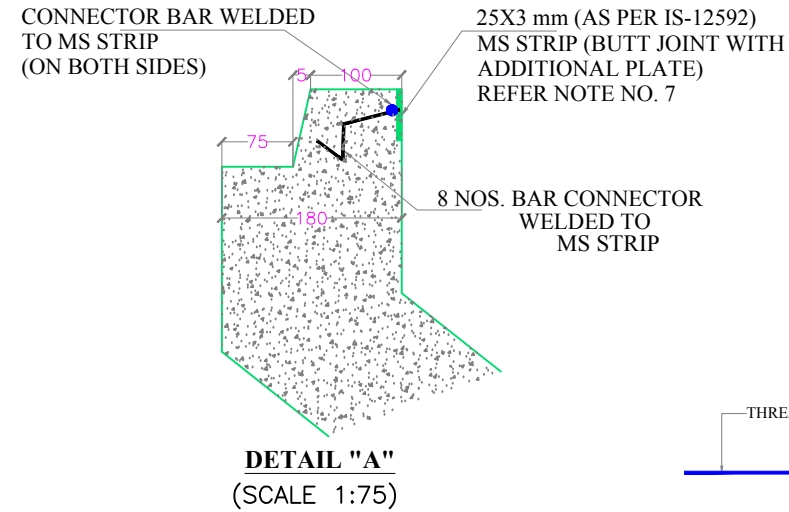 CONNECTOR BAR WELDED
TO MS STRIP
(ON BOTH SIDES)
25X3 mm (AS PER IS-12592)
MS STRIP (BUTT JOINT WITH
ADDITIONAL PLATE)
REFER NOTE NO. 7
5
100
75
180
8 NOS. BAR CONNECTOR
WELDED TO
MS STRIP
DETAIL "A"
(SCALE 1:75)